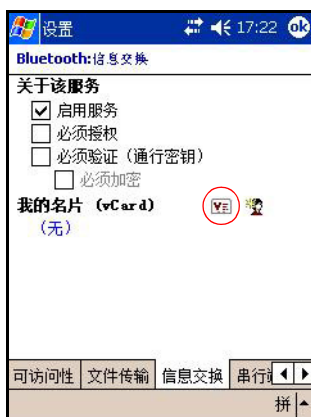 设置 17:22 ok
Bluetooth:信息交换
关于该服务
启用服务
必须授权
必须验证（通行密钥）
必须加密
我的名片 (vCard)
(无)
可访问性 文件传输 信息交换 串行
拼